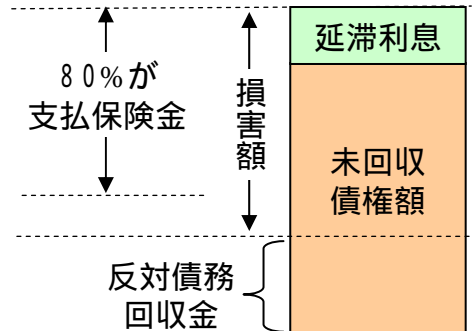 延滞利息
80%が
支払保険金
損害額
未回収
債権額
反対債務
回収金